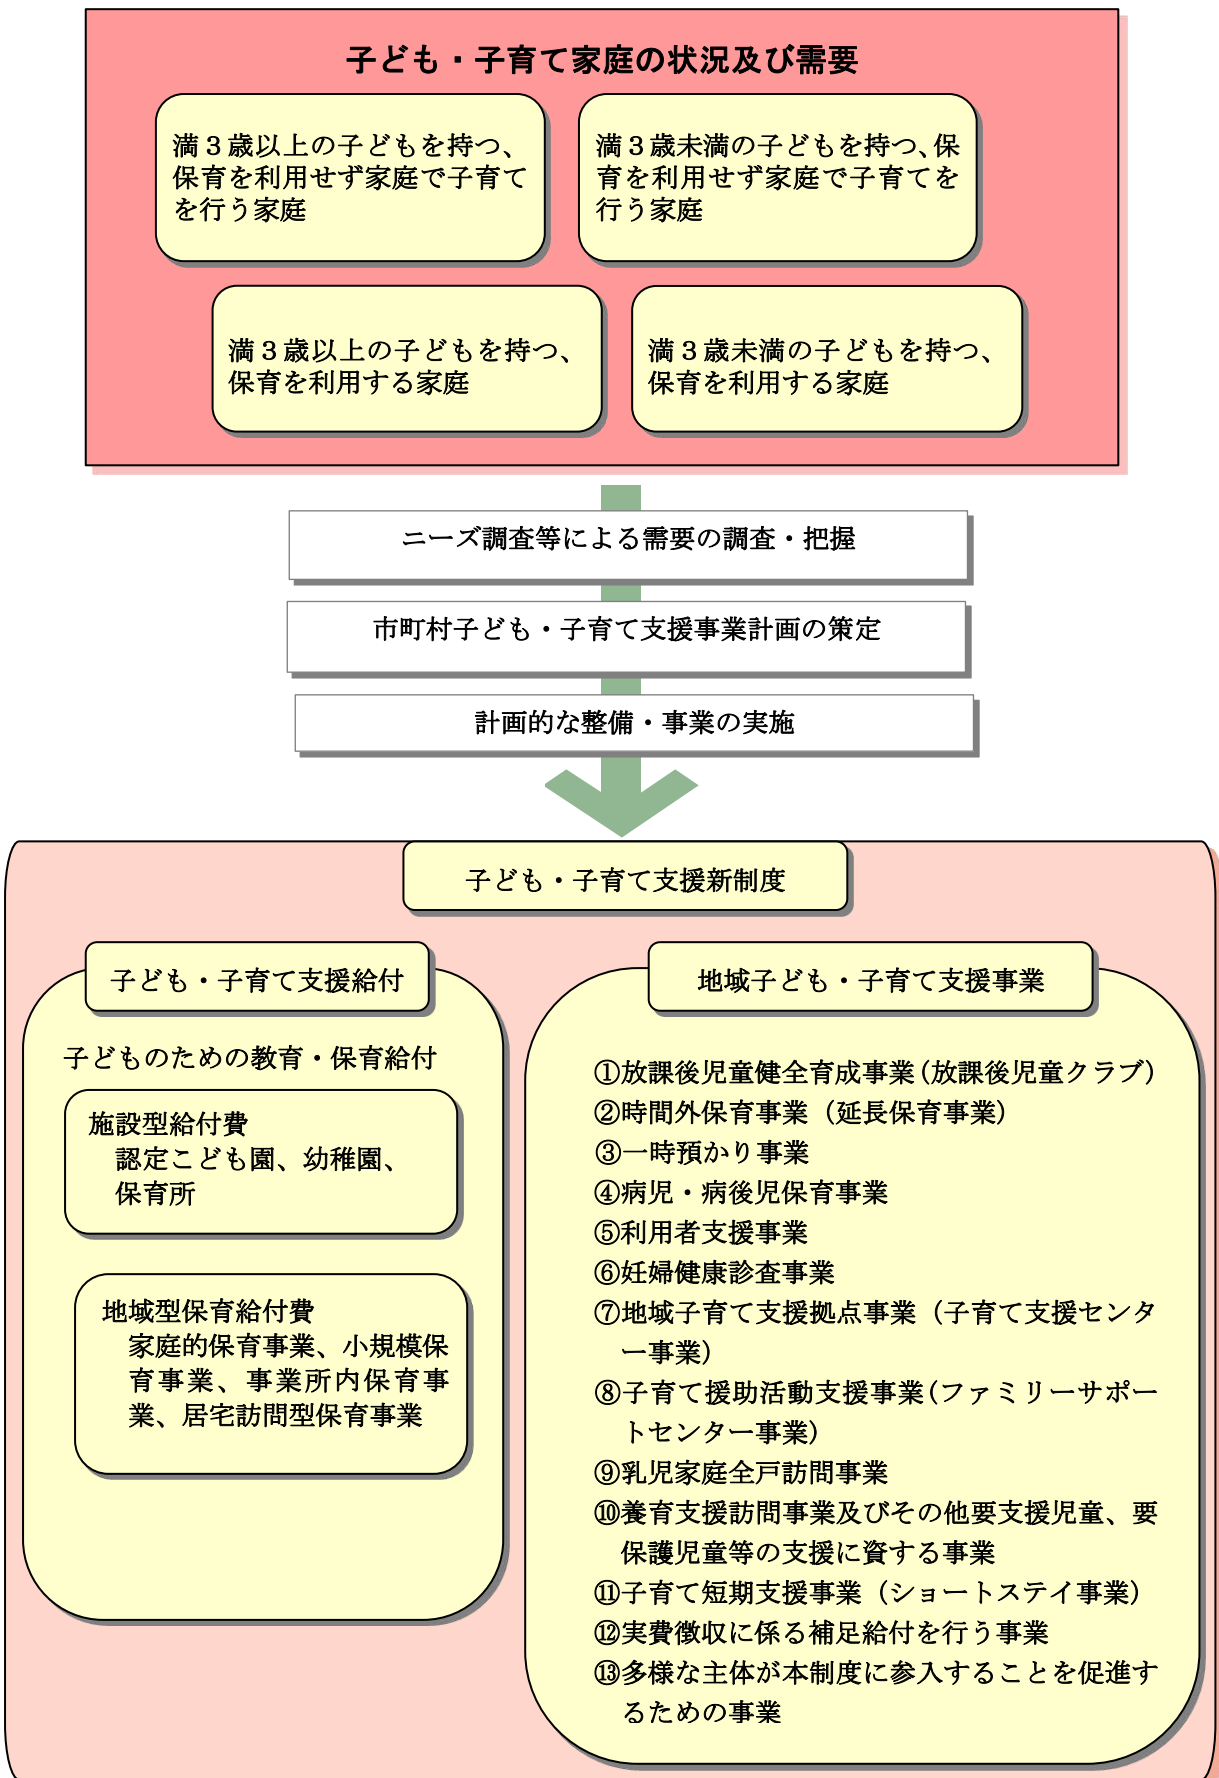 子ども・子育て家庭の状況及び需要
満３歳以上の子どもを持つ、
保育を利用せず家庭で子育て
を行う家庭
満３歳未満の子どもを持つ、保
育を利用せず家庭で子育てを
行う家庭
満３歳以上の子どもを持つ、
保育を利用する家庭
満３歳未満の子どもを持つ、
保育を利用する家庭
ニーズ調査等による需要の調査・把握
市町村子ども・子育て支援事業計画の策定
計画的な整備・事業の実施
子ども・子育て支援新制度
子ども・子育て支援給付
子どものための教育・保育給付
施設型給付費
認定こども園、幼稚園、
保育所
地域型保育給付費
家庭的保育事業、小規模保
育事業、事業所内保育事
業、居宅訪問型保育事業
地域子ども・子育て支援事業
①放課後児童健全育成事業（放課後児童クラブ）
②時間外保育事業（延長保育事業）
③一時預かり事業
④病児・病後児保育事業
⑤利用者支援事業
⑥妊婦健康診査事業
⑦地域子育て支援拠点事業（子育て支援センタ
ー事業）
⑧子育て援助活動支援事業（ファミリーサポー
トセンター事業）
⑨乳児家庭全戸訪問事業
⑩養育支援訪問事業及びその他要支援児童、要
保護児童等の支援に資する事業
⑪子育て短期支援事業（ショートステイ事業）
⑫実費徴収に係る補足給付を行う事業
⑬多様な主体が本制度に参入することを促進す
るための事業